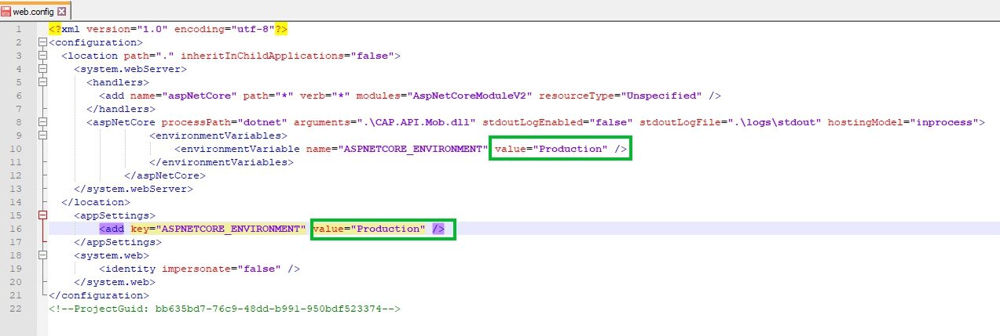 web.config
1 <?xml version="1.0" encoding="utf-8"?>
2 <configuration>
3 <location path="." inheritInChildApplications="false">
4 <system.webServer>
5 <handlers>
6 <add name="aspNetCore" path="*" verb="*" modules="AspNetCoreModuleV2" resourceType="Unspecified" />
7 </handlers>
8 <aspNetCore processPath="dotnet" arguments=".\CAP.API.Mob.dll" stdoutLogEnabled="false" stdoutLogFile=".\logs\stdout" hostingModel="inprocess">
9 <environmentVariables>
10 <environmentVariable name="ASPNETCORE_ENVIRONMENT" value="Production" />
11 </environmentVariables>
12 </aspNetCore>
13 </system.webServer>
14 </location>
15 <appSettings>
16 <add key="ASPNETCORE_ENVIRONMENT" value="Production" />
17 </appSettings>
18 <system.web>
19 <identity impersonate="false" />
20 </system.web>
21 </configuration>
22 <!--ProjectGuid: bb635bd7-76c9-48dd-b991-950bdf523374-->